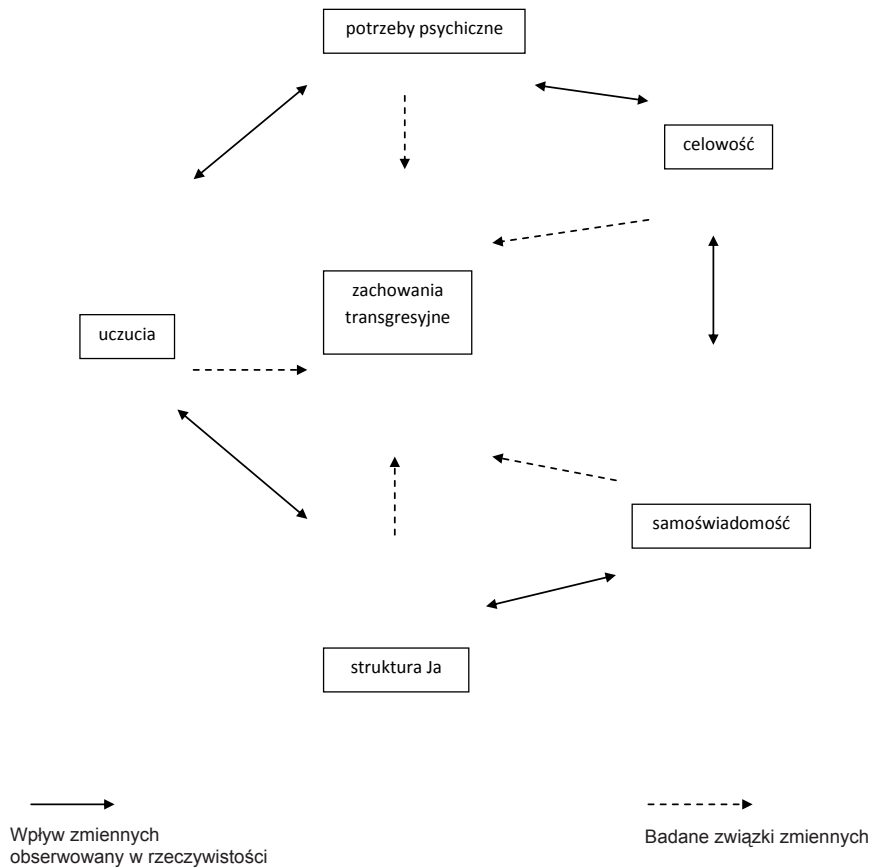 potrzeby psychiczne
celowość
zachowania
transgresyjne
uczucia
samoświadomość
struktura Ja
Wpływ zmiennych
obserwowany w rzeczywistości
Badane związki zmiennych